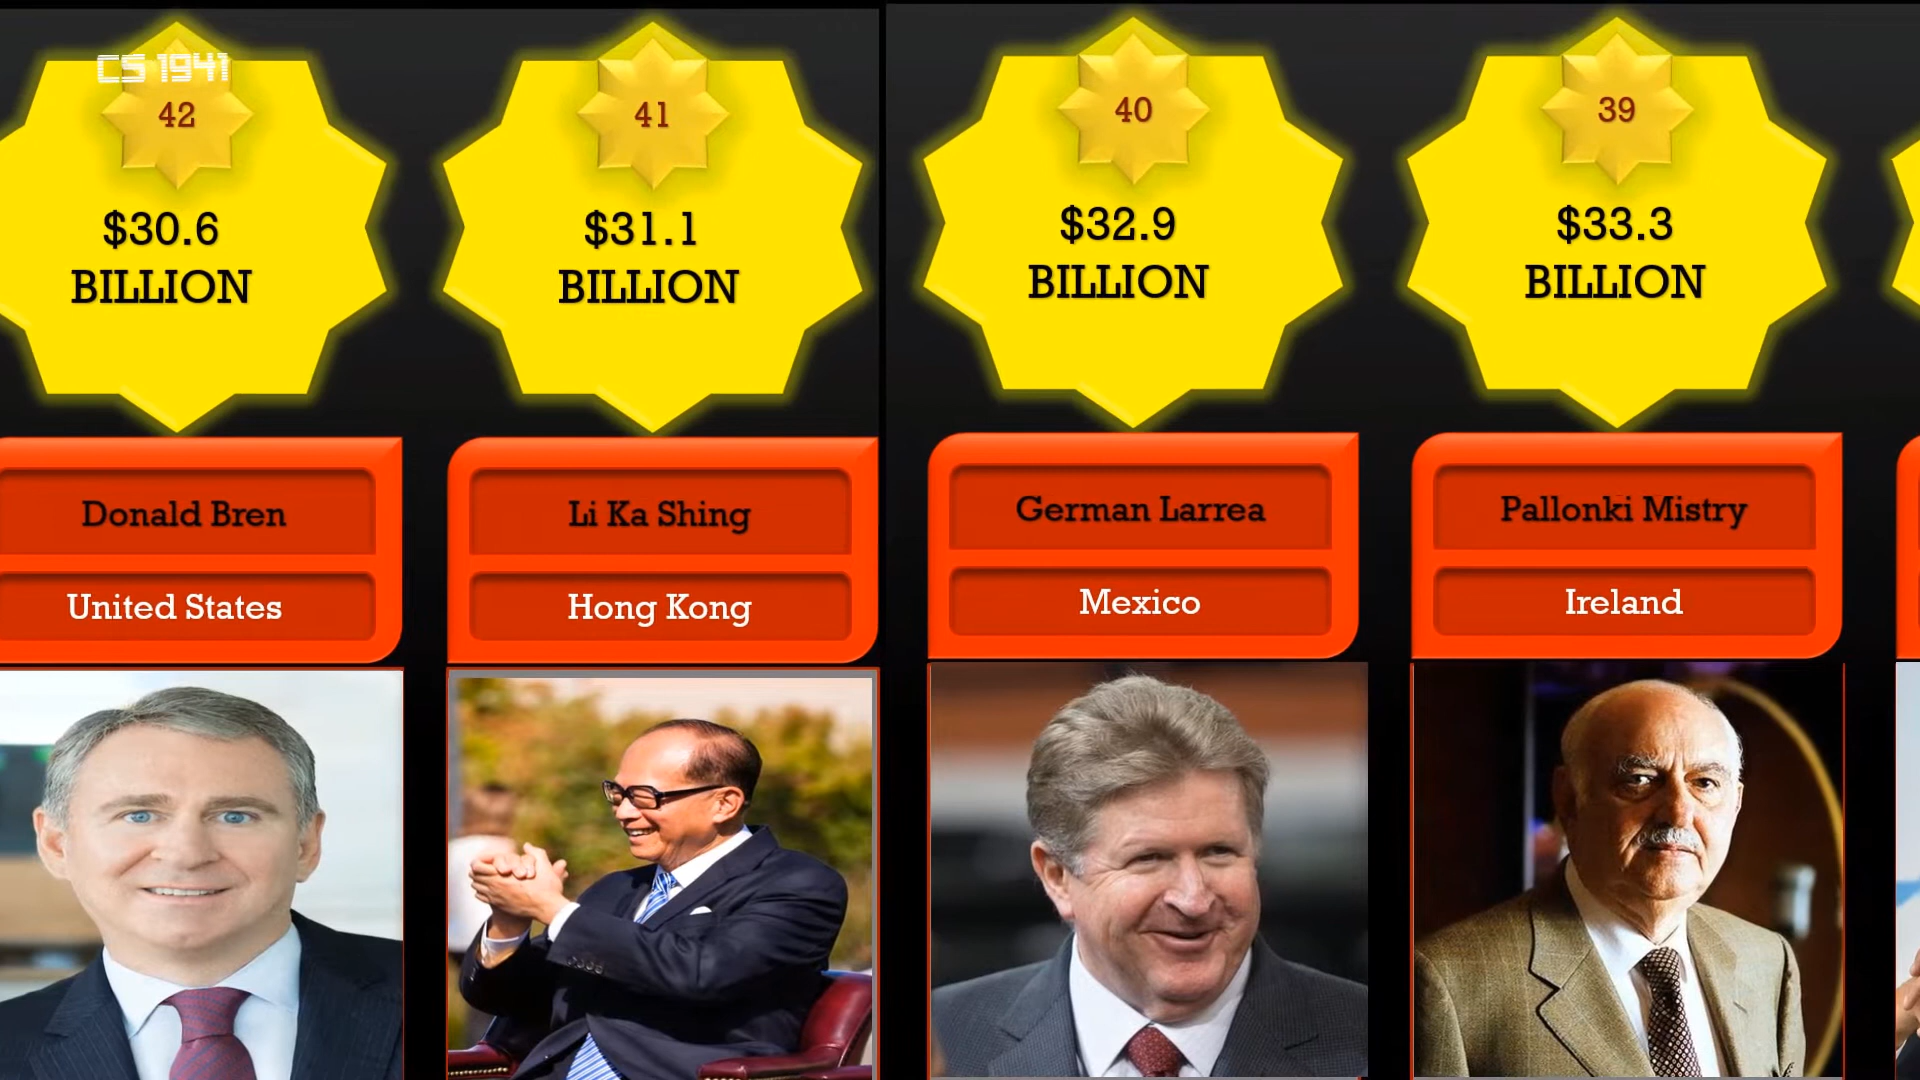 CS 1941
42
$30.6
BILLION
Donald Bren
United States
41
$31.1
BILLION
Li Ka Shing
Hong Kong
40
$32.9
BILLION
German Larrea
Mexico
39
$33.3
BILLION
Pallonki Mistry
Ireland